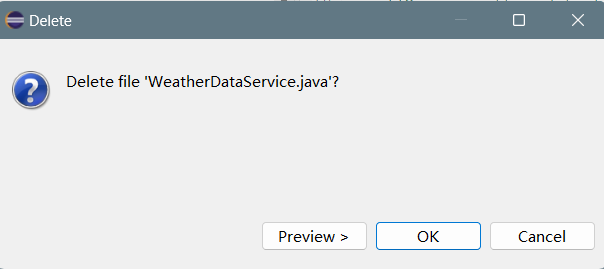 Delete
Delete file 'WeatherDataService.java'?
Preview >
OK
Cancel